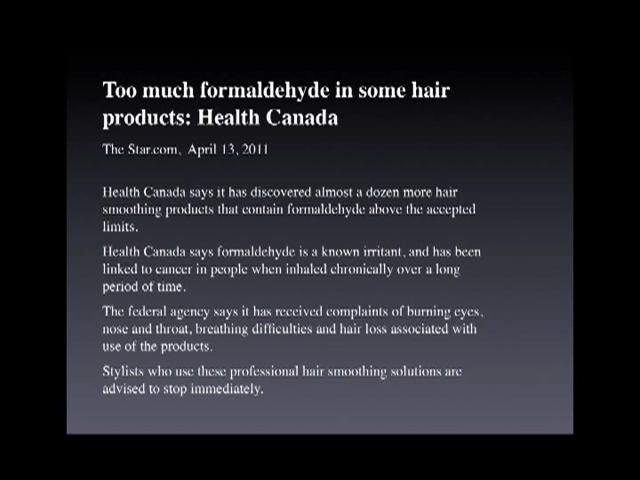 Too much formaldehyde in some hair
products: Health Canada
The Star.com, April 13, 2011
Health Canada says it has discovered almost a dozen more hair
smoothing products that contain formaldehyde above the accepted
limits.
Health Canada says formaldehyde is a known irritant, and has been
linked to cancer in people when inhaled chronically over a long
period of time.
The federal agency says it has received complaints of burning eyes,
nose and throat, breathing difficulties and hair loss associated with
use of the products.
Stylists who use these professional hair smoothing solutions are
advised to stop immediately.